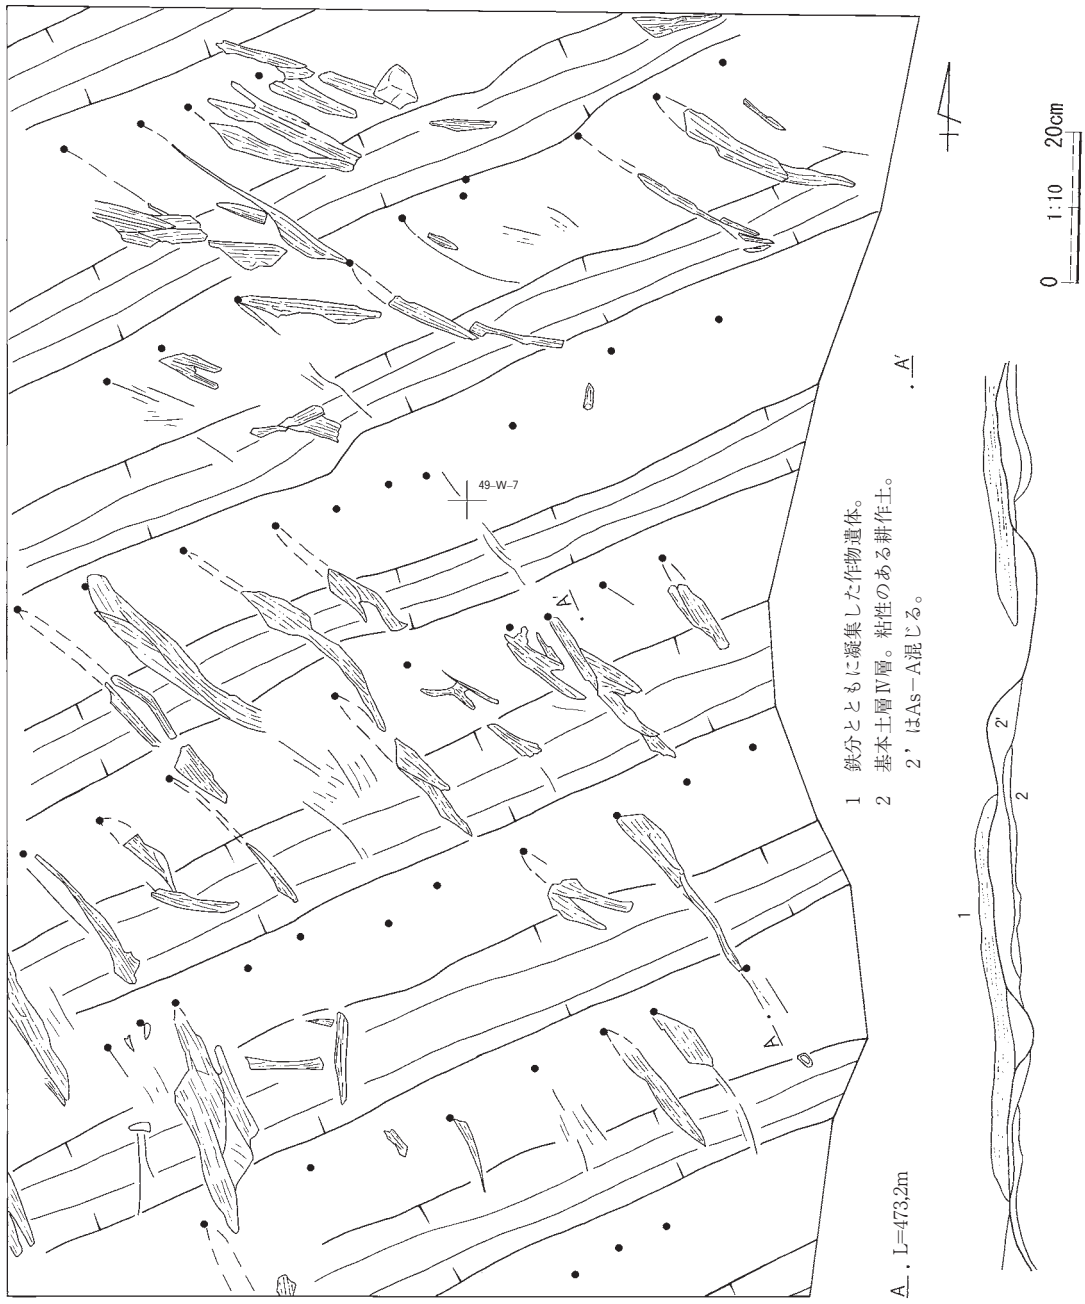 49–W–7
A
A'
1 鉄分とともに凝集した作物遺体。
2 基本土層Ⅳ層。粘性のある耕作土。
2’はAs－A混じる。
0 1:10 20cm
A . L=473,2m
. A'
1
2'
2